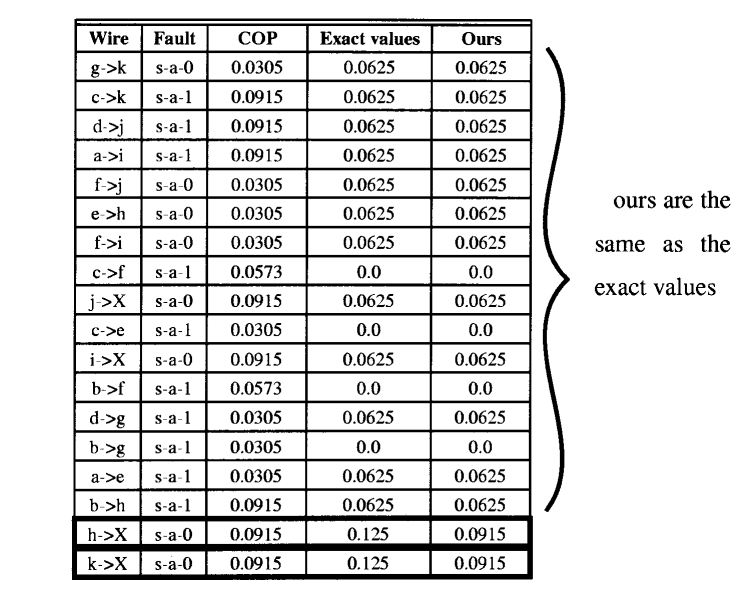 Wire Fault COP Exact values Ours
g->k s-a-0 0.0305 0.0625 0.0625
c->k s-a-1 0.0915 0.0625 0.0625
d->j s-a-1 0.0915 0.0625 0.0625
a->i s-a-1 0.0915 0.0625 0.0625
f->j s-a-0 0.0305 0.0625 0.0625
e->h s-a-0 0.0305 0.0625 0.0625
f->i s-a-0 0.0305 0.0625 0.0625
c->f s-a-1 0.0573 0.0 0.0
j->X s-a-0 0.0915 0.0625 0.0625
c->e s-a-1 0.0305 0.0 0.0
i->X s-a-0 0.0915 0.0625 0.0625
b->f s-a-1 0.0573 0.0 0.0
d->g s-a-1 0.0305 0.0625 0.0625
b->g s-a-1 0.0305 0.0 0.0
a->e s-a-1 0.0305 0.0625 0.0625
b->h s-a-1 0.0915 0.0625 0.0625
h->X s-a-0 0.0915 0.125 0.0915
k->X s-a-0 0.0915 0.125 0.0915
ours are the
same as the
exact values